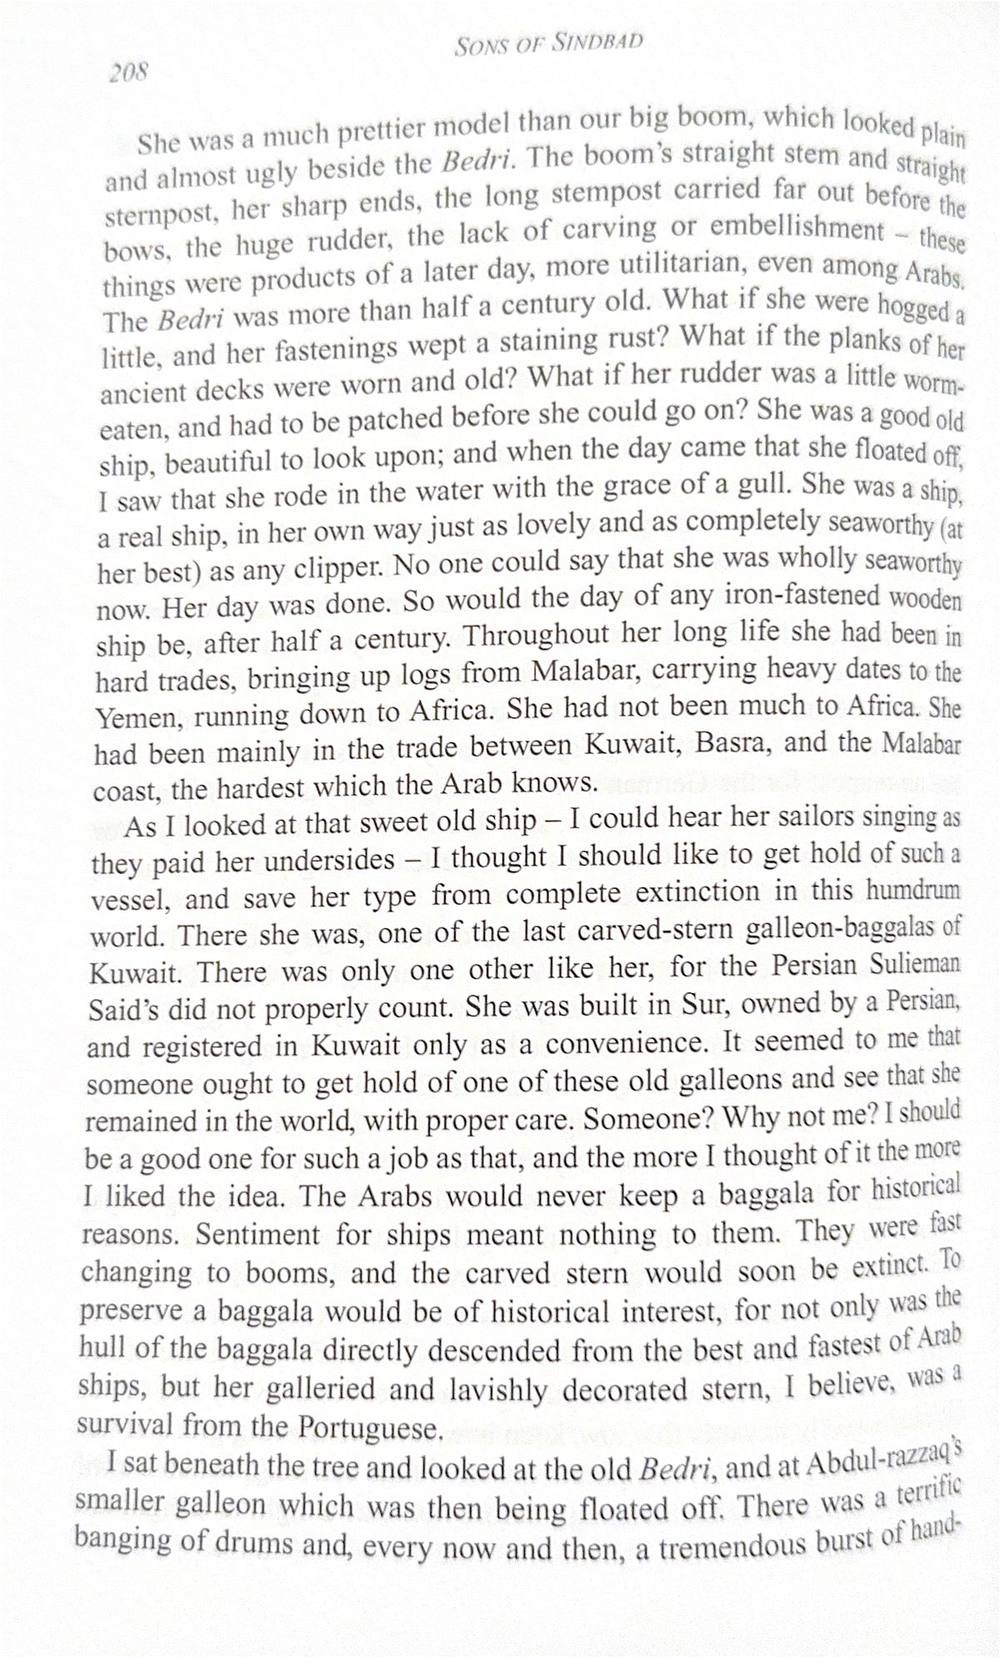 SONS OF SINDBAD
208
She was a much prettier model than our big boom, which looked plain
and almost ugly beside the Bedri. The boom's straight stem and straight
sternpost, her sharp ends, the long stempost carried far out before the
bows, the huge rudder, the lack of carving or embellishment – these
things were products of a later day, more utilitarian, even among Arabs.
The Bedri was more than half a century old. What if she were hogged a
little, and her fastenings wept a staining rust? What if the planks of her
ancient decks were worn and old? What if her rudder was a little worm-
eaten, and had to be patched before she could go on? She was a good old
ship, beautiful to look upon; and when the day came that she floated off,
I saw that she rode in the water with the grace of a gull. She was a ship,
a real ship, in her own way just as lovely and as completely seaworthy (at
her best) as any clipper. No one could say that she was wholly seaworthy
now. Her day was done. So would the day of any iron-fastened wooden
ship be, after half a century. Throughout her long life she had been in
hard trades, bringing up logs from Malabar, carrying heavy dates to the
Yemen, running down to Africa. She had not been much to Africa. She
had been mainly in the trade between Kuwait, Basra, and the Malabar
coast, the hardest which the Arab knows.
As I looked at that sweet old ship – I could hear her sailors singing as
they paid her undersides – I thought I should like to get hold of such a
vessel, and save her type from complete extinction in this humdrum
world. There she was, one of the last carved-stern galleon-baggalas of
Kuwait. There was only one other like her, for the Persian Sulieman
Said's did not properly count. She was built in Sur, owned by a Persian,
and registered in Kuwait only as a convenience. It seemed to me that
someone ought to get hold of one of these old galleons and see that she
remained in the world, with proper care. Someone? Why not me? I should
be a good one for such a job as that, and the more I thought of it the more
I liked the idea. The Arabs would never keep a baggala for historical
reasons. Sentiment for ships meant nothing to them. They were fast
changing to booms, and the carved stern would soon be extinct. To
preserve a baggala would be of historical interest, for not only was the
hull of the baggala directly descended from the best and fastest of Arab
ships, but her galleried and lavishly decorated stern, I believe, was a
survival from the Portuguese.
I sat beneath the tree and looked at the old Bedri, and at Abdul-razzaq's
smaller galleon which was then being floated off. There was a terrific
banging of drums and, every now and then, a tremendous burst of hand-